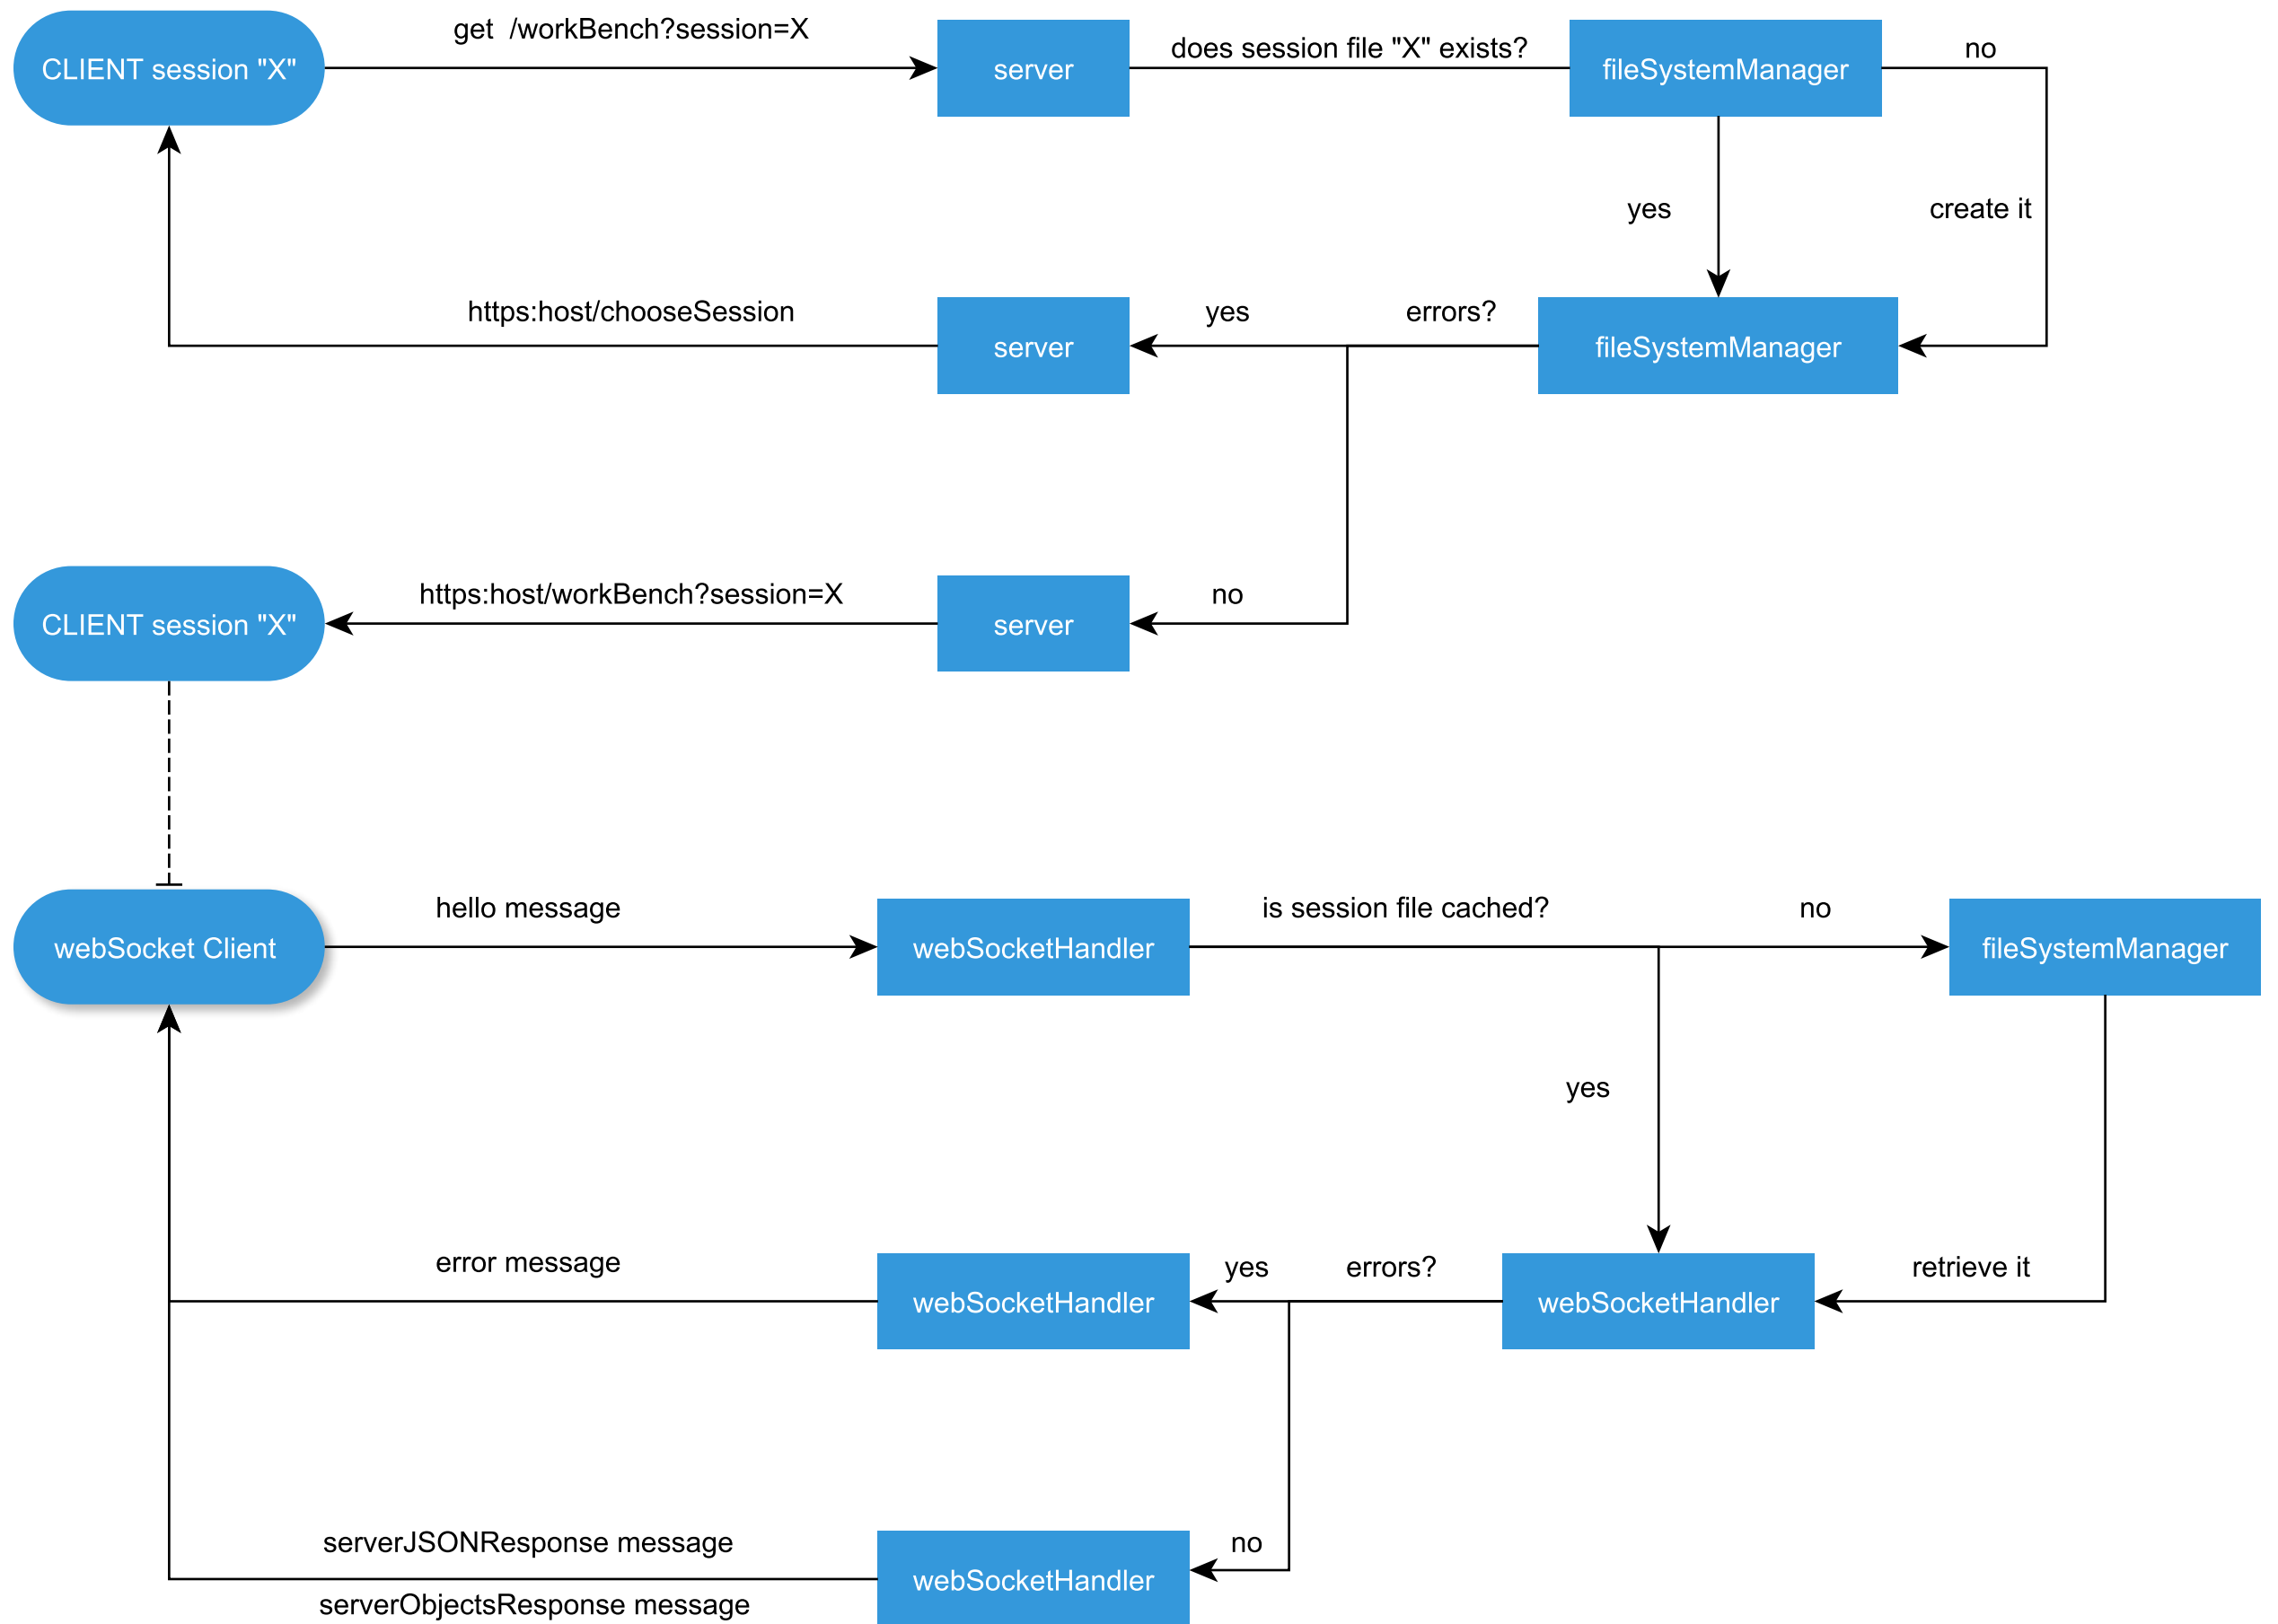 get  /workBench?session=X
CLIENT session "X"
server
does session file "X" exists?
fileSystemManager
no
yes
create it
https:host/chooseSession
server
yes
errors?
fileSystemManager
CLIENT session "X"
https:host/workBench?session=X
server
no
webSocket Client
hello message
webSocketHandler
is session file cached?
no
fileSystemManager
yes
error message
webSocketHandler
yes
errors?
webSocketHandler
retrieve it
serverJSONResponse message
serverObjectsResponse message
webSocketHandler
no